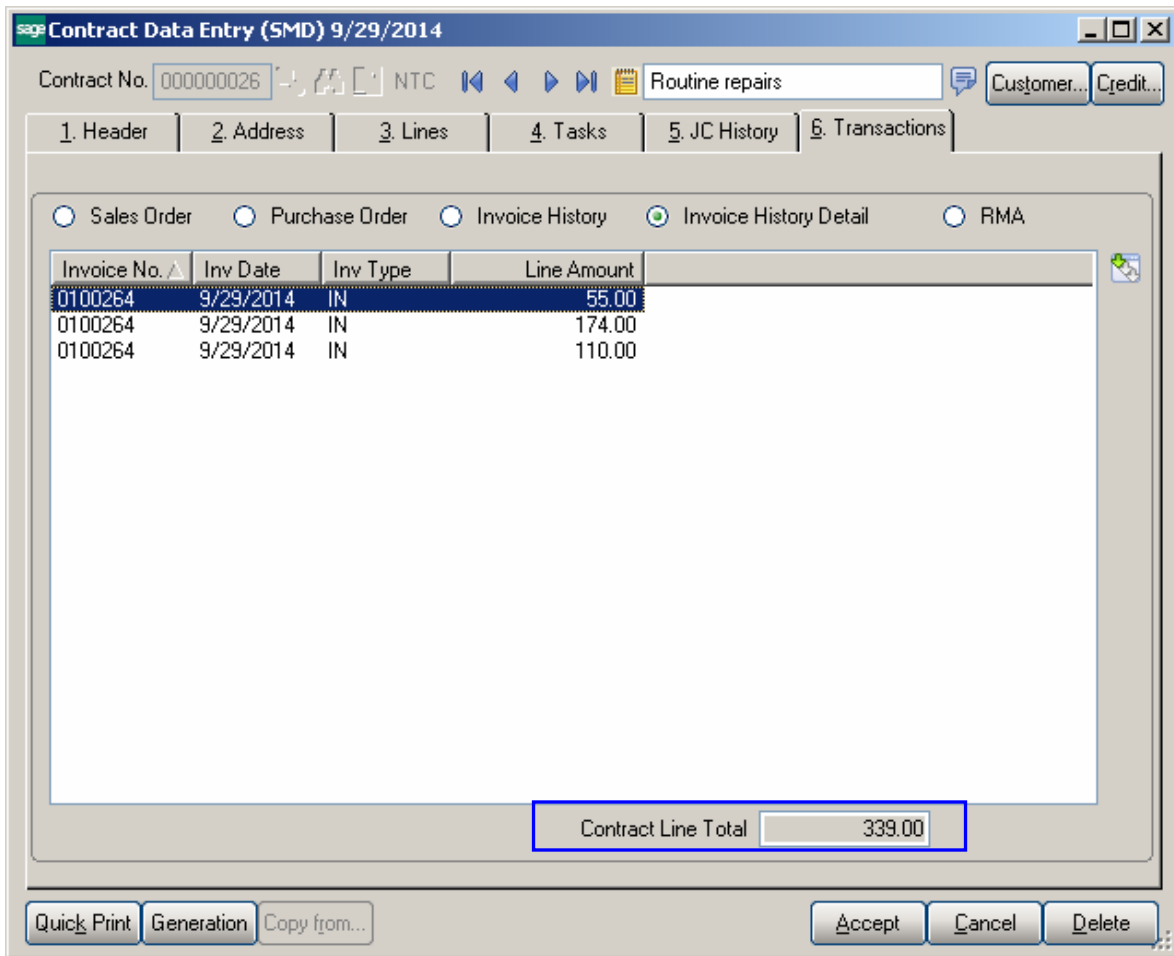 sage Contract Data Entry (SMD) 9/29/2014
Contract No. 000000026 NTC Routine repairs Customer... Credit...
1. Header 2. Address 3. Lines 4. Tasks 5. JC History 6. Transactions
Sales Order Purchase Order Invoice History Invoice History Detail RMA
Invoice No. Inv Date Inv Type Line Amount
0100264 9/29/2014 IN 55.00
0100264 9/29/2014 IN 174.00
0100264 9/29/2014 IN 110.00
Contract Line Total 339.00
Quick Print Generation Copy from... Accept Cancel Delete